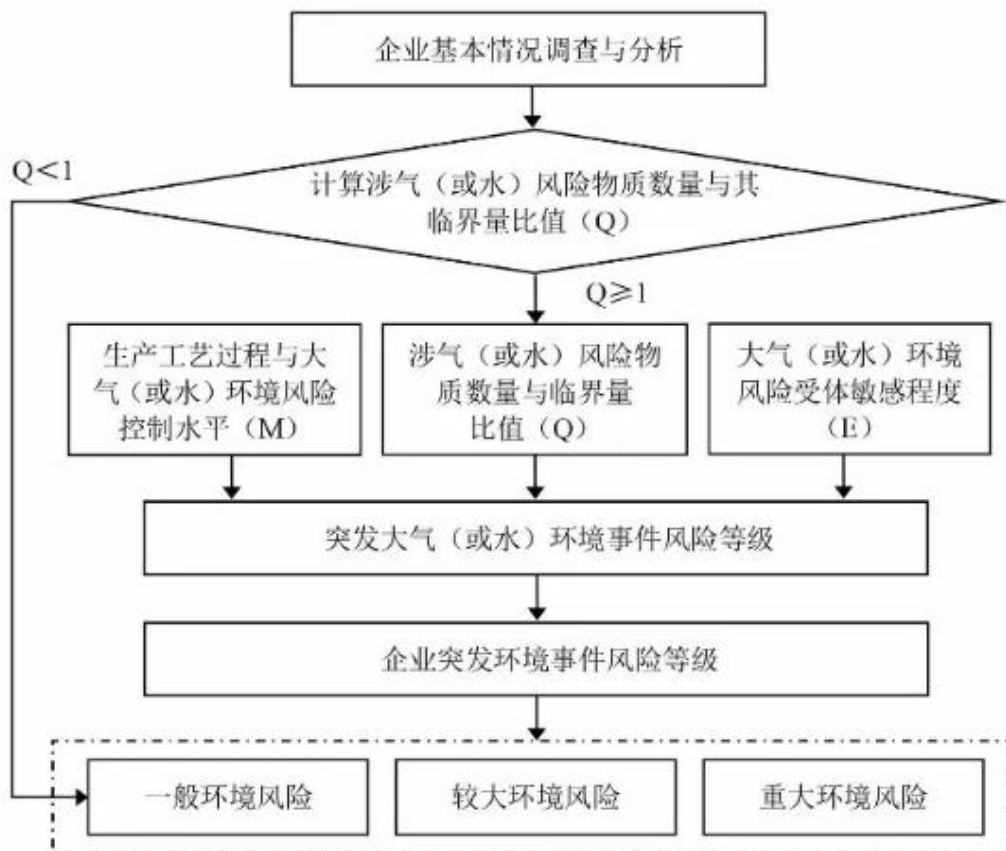 企业基本情况调查与分析
Q<1
计算涉气（或水）风险物质数量与其
临界量比值（Q）
Q≥1
生产工艺过程与大
气（或水）环境风险
控制水平（M）
涉气（或水）风险物
质数量与临界量
比值（Q）
大气（或水）环境
风险受体敏感程度
（E）
突发大气（或水）环境事件风险等级
企业突发环境事件风险等级
一般环境风险
较大环境风险
重大环境风险